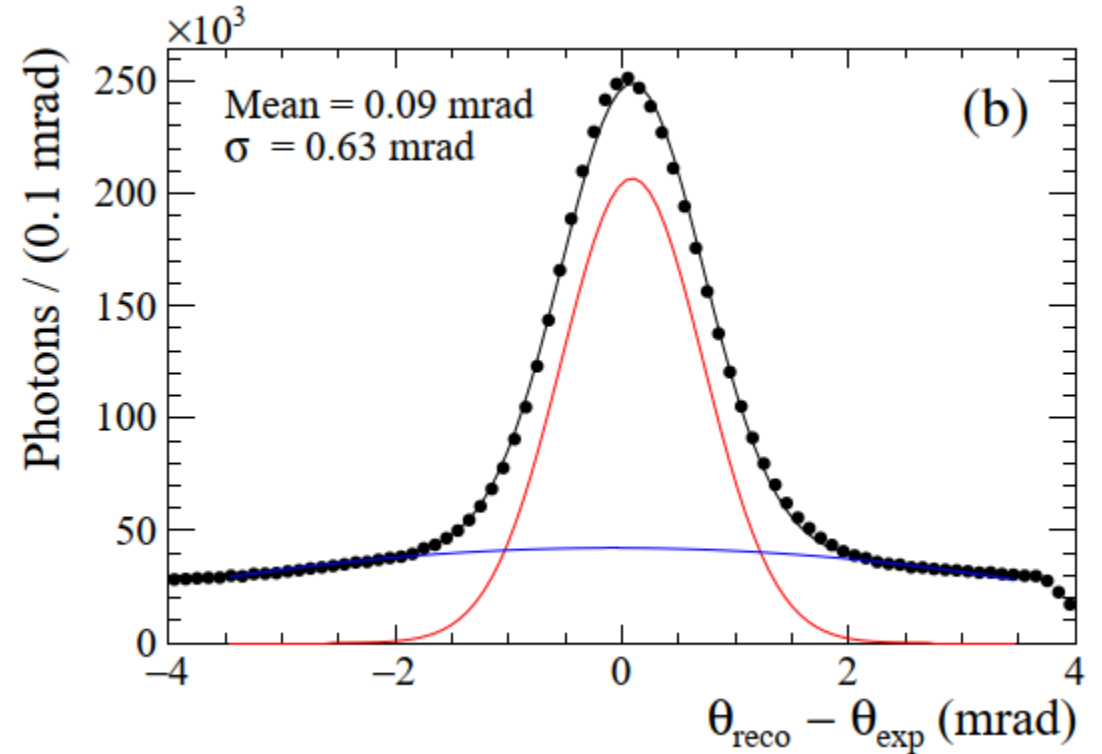 ×10³
Photons / (0.1 mrad)
250
200
150
100
50
0
Mean = 0.09 mrad
σ = 0.63 mrad
(b)
−4 −2 0 2 4
θreco − θexp (mrad)